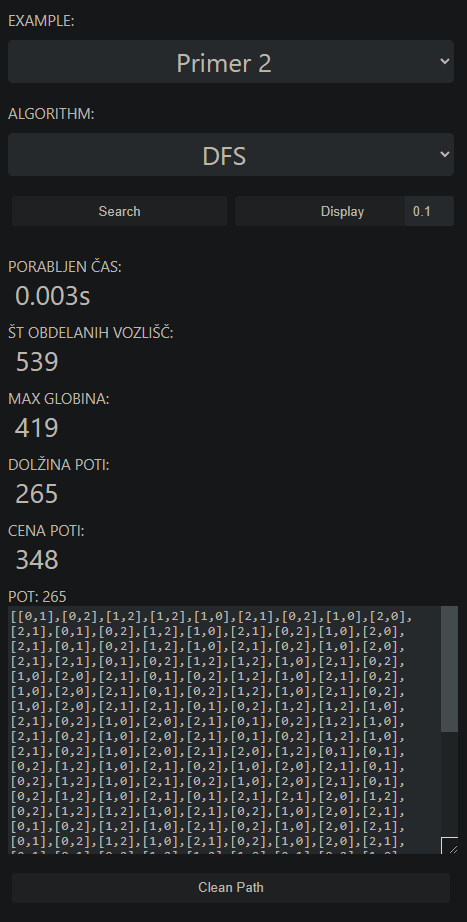 EXAMPLE:
Primer 2
ALGORITHM:
DFS
Search
Display
0.1
PORABLJEN ČAS:
0.003s
ŠT OBDELANIH VOZLIŠČ:
539
MAX GLOBINA:
419
DOLŽINA POTI:
265
CENA POTI:
348
POT: 265
[[0,1],[0,2],[1,2],[1,2],[1,0],[2,1],[0,2],[1,0],[2,0],
[2,1],[0,1],[0,2],[1,2],[1,0],[2,1],[0,2],[1,0],[2,0],
[2,1],[0,1],[0,2],[1,2],[1,0],[2,1],[0,2],[1,0],[2,0],
[2,1],[2,1],[0,1],[0,2],[1,2],[1,2],[1,0],[2,1],[0,2],
[1,0],[2,0],[2,1],[0,1],[0,2],[1,2],[1,0],[2,1],[0,2],
[1,0],[2,0],[2,1],[0,1],[0,2],[1,2],[1,0],[2,1],[0,2],
[1,0],[2,0],[2,1],[2,1],[0,1],[0,2],[1,2],[1,2],[1,0],
[2,1],[0,2],[1,0],[2,0],[2,1],[0,1],[0,2],[1,2],[1,0],
[2,1],[0,2],[1,0],[2,0],[2,1],[0,1],[0,2],[1,2],[1,0],
[2,1],[0,2],[1,0],[2,0],[2,1],[2,0],[1,2],[0,1],[0,1],
[0,2],[1,2],[1,0],[2,1],[0,2],[1,0],[2,0],[2,1],[0,1],
[0,2],[1,2],[1,0],[2,1],[0,2],[1,0],[2,0],[2,1],[0,1],
[0,2],[1,2],[1,0],[2,1],[0,1],[2,1],[2,1],[2,0],[1,2],
[0,2],[1,2],[1,2],[1,0],[2,1],[0,2],[1,0],[2,0],[2,1],
[0,1],[0,2],[1,2],[1,0],[2,1],[0,2],[1,0],[2,0],[2,1],
[0,1],[0,2],[1,2],[1,0],[2,1],[0,2],[1,0],[2,0],[2,1],
Clean Path